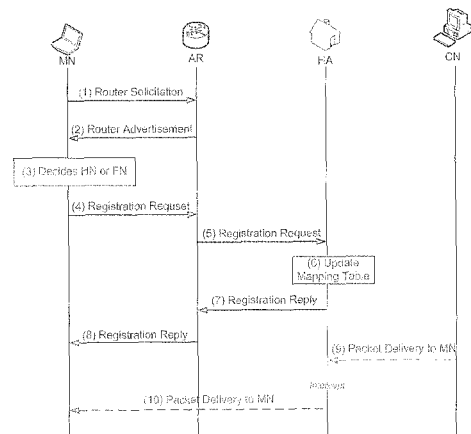 MN
AR
HA
CN
(1) Router Solicitation
(2) Router Advertisement
(3) Decides HN or FN
(4) Registration Requset
(5) Registration Request
(6) Update
Mapping Table
(7) Registration Reply
(8) Registration Reply
(9) Packet Delivery to MN
(10) Packet Delivery to MN